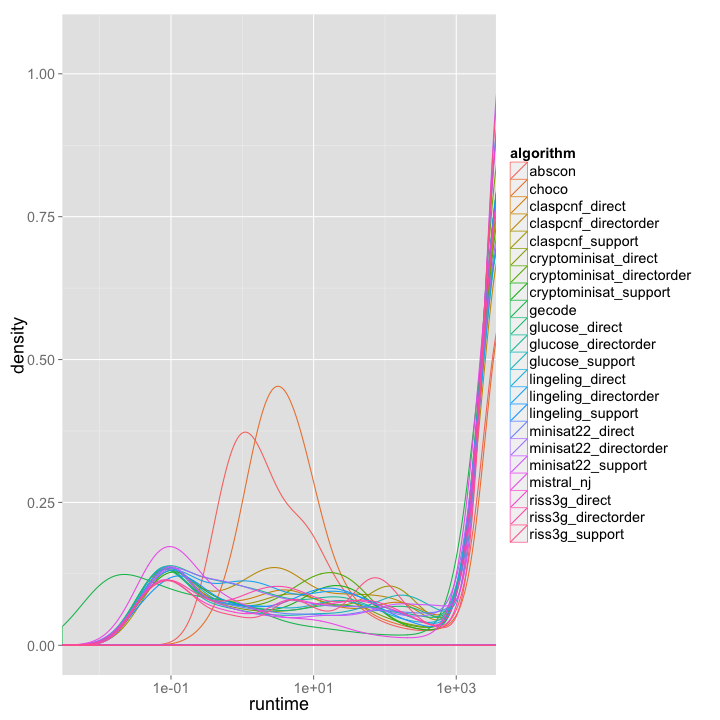 1.00
0.75
0.50
0.25
0.00
density
1e-01
1e+01
1e+03
runtime
algorithm
abscon
choco
claspcnf_direct
claspcnf_directorder
claspcnf_support
cryptominisat_direct
cryptominisat_directorder
cryptominisat_support
gecode
glucose_direct
glucose_directorder
glucose_support
lingeling_direct
lingeling_directorder
lingeling_support
minisat22_direct
minisat22_directorder
minisat22_support
mistral_nj
riss3g_direct
riss3g_directorder
riss3g_support